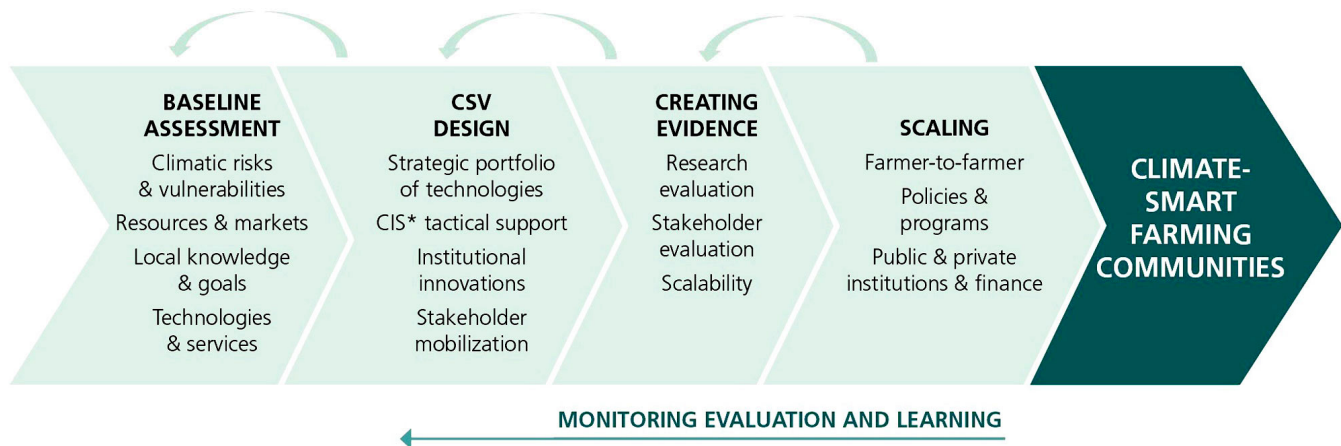 BASELINE
ASSESSMENT
Climatic risks
& vulnerabilities
Resources & markets
Local knowledge
& goals
Technologies
& services
CSV
DESIGN
Strategic portfolio
of technologies
CIS* tactical support
Institutional
innovations
Stakeholder
mobilization
CREATING
EVIDENCE
Research
evaluation
Stakeholder
evaluation
Scalability
SCALING
Farmer-to-farmer
Policies &
programs
Public & private
institutions & finance
CLIMATE-
SMART
FARMING
COMMUNITIES
MONITORING EVALUATION AND LEARNING